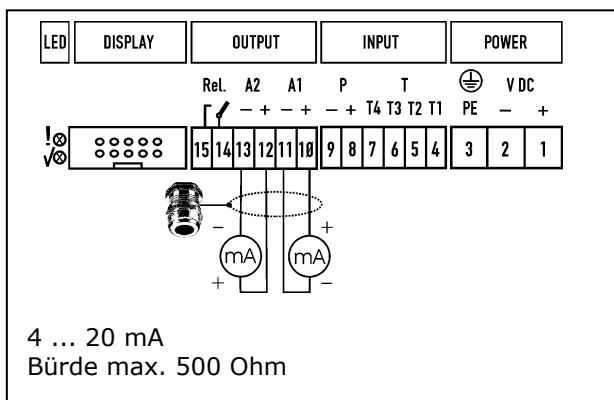 LED DISPLAY OUTPUT INPUT POWER
Rel. A2 A1 P T V DC
− + − + − + T4 T3 T2 T1 PE − +
! 15 14 13 12 11 10 9 8 7 6 5 4 3 2 1
√
− +
mA mA
+ −
4 ... 20 mA
Bürde max. 500 Ohm